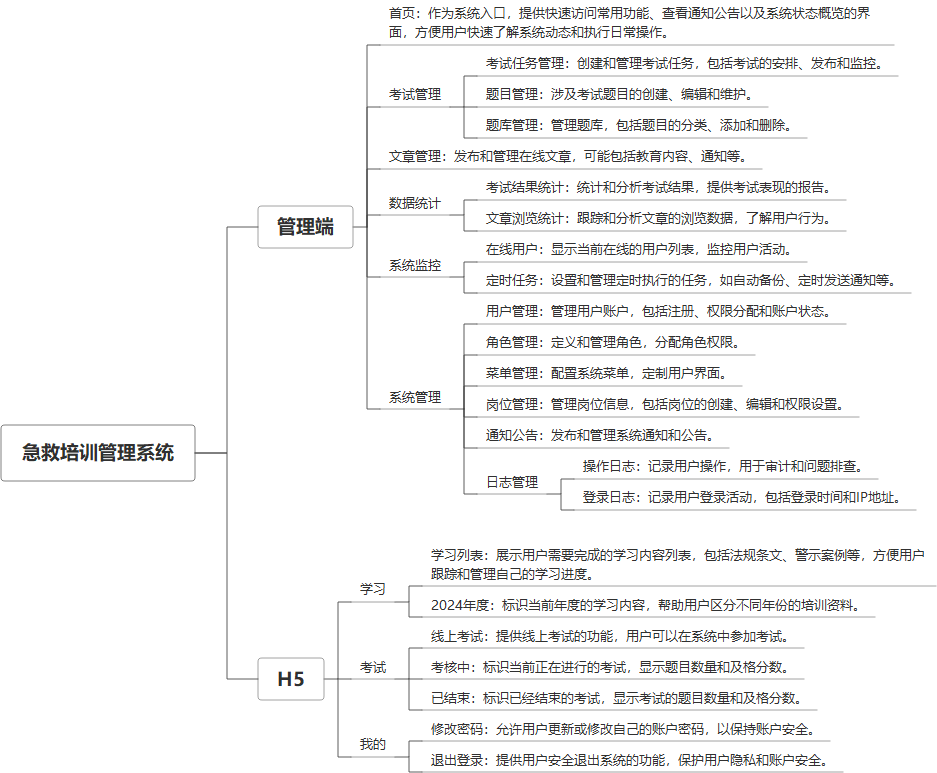 首页：作为系统入口，提供快速访问常用功能、查看通知公告以及系统状态概览的界
面，方便用户快速了解系统动态和执行日常操作。
考试管理
考试任务管理：创建和管理考试任务，包括考试的安排、发布和监控。
题目管理：涉及考试题目的创建、编辑和维护。
题库管理：管理题库，包括题目的分类、添加和删除。
文章管理：发布和管理在线文章，可能包括教育内容、通知等。
数据统计
考试结果统计：统计和分析考试结果，提供考试表现的报告。
文章浏览统计：跟踪和分析文章的浏览数据，了解用户行为。
管理端
系统监控
在线用户：显示当前在线的用户列表，监控用户活动。
定时任务：设置和管理定时执行的任务，如自动备份、定时发送通知等。
系统管理
用户管理：管理用户账户，包括注册、权限分配和账户状态。
角色管理：定义和管理角色，分配角色权限。
菜单管理：配置系统菜单，定制用户界面。
岗位管理：管理岗位信息，包括岗位的创建、编辑和权限设置。
通知公告：发布和管理系统通知和公告。
日志管理
操作日志：记录用户操作，用于审计和问题排查。
登录日志：记录用户登录活动，包括登录时间和IP地址。
急救培训管理系统
学习
学习列表：展示用户需要完成的学习内容列表，包括法规条文、警示案例等，方便用户
跟踪和管理自己的学习进度。
2024年度：标识当前年度的学习内容，帮助用户区分不同年份的培训资料。
H5
考试
线上考试：提供线上考试的功能，用户可以在系统中参加考试。
考核中：标识当前正在进行的考试，显示题目数量和及格分数。
已结束：标识已经结束的考试，显示考试的题目数量和及格分数。
我的
修改密码：允许用户更新或修改自己的账户密码，以保持账户安全。
退出登录：提供用户安全退出系统的功能，保护用户隐私和账户安全。